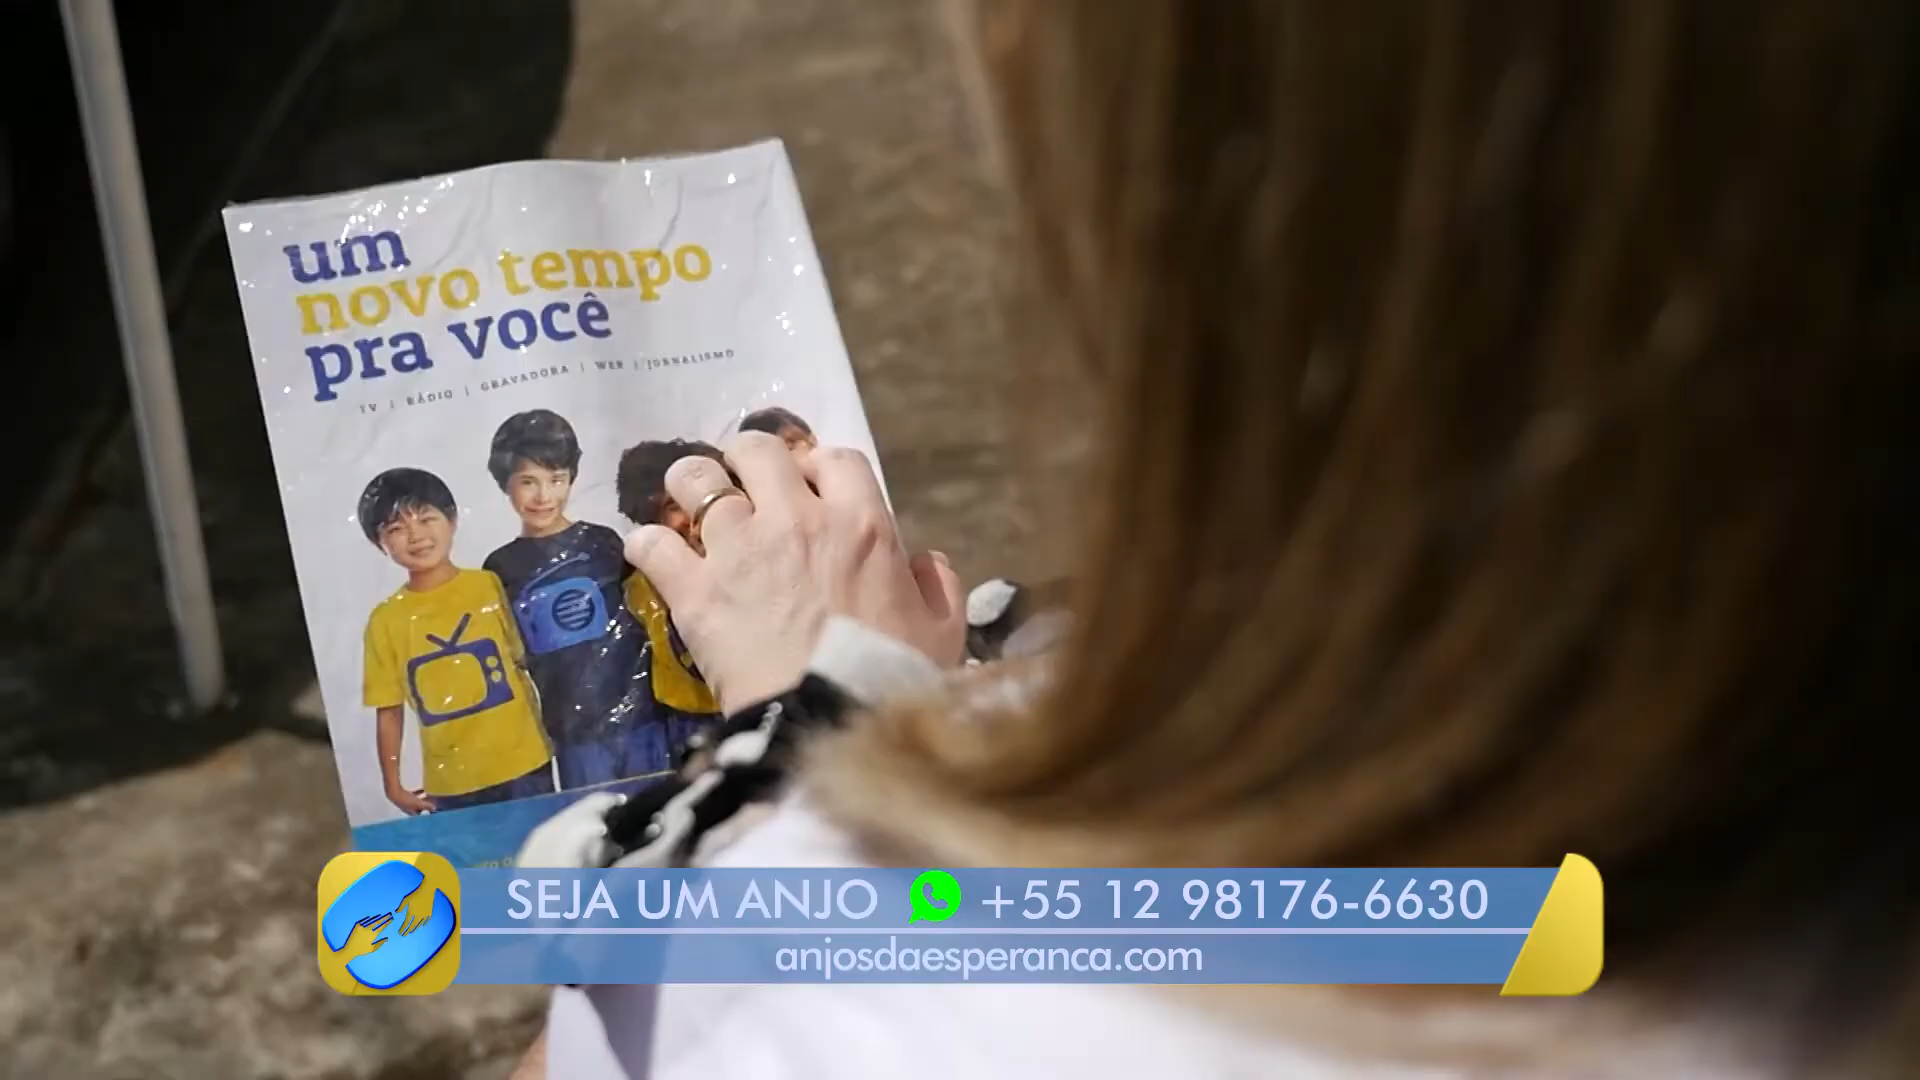 um
novo tempo
pra você
TV | RÁDIO | GRAVADORA | WEB | JORNALISMO
SEJA UM ANJO +55 12 98176-6630
anjosdaesperanca.com